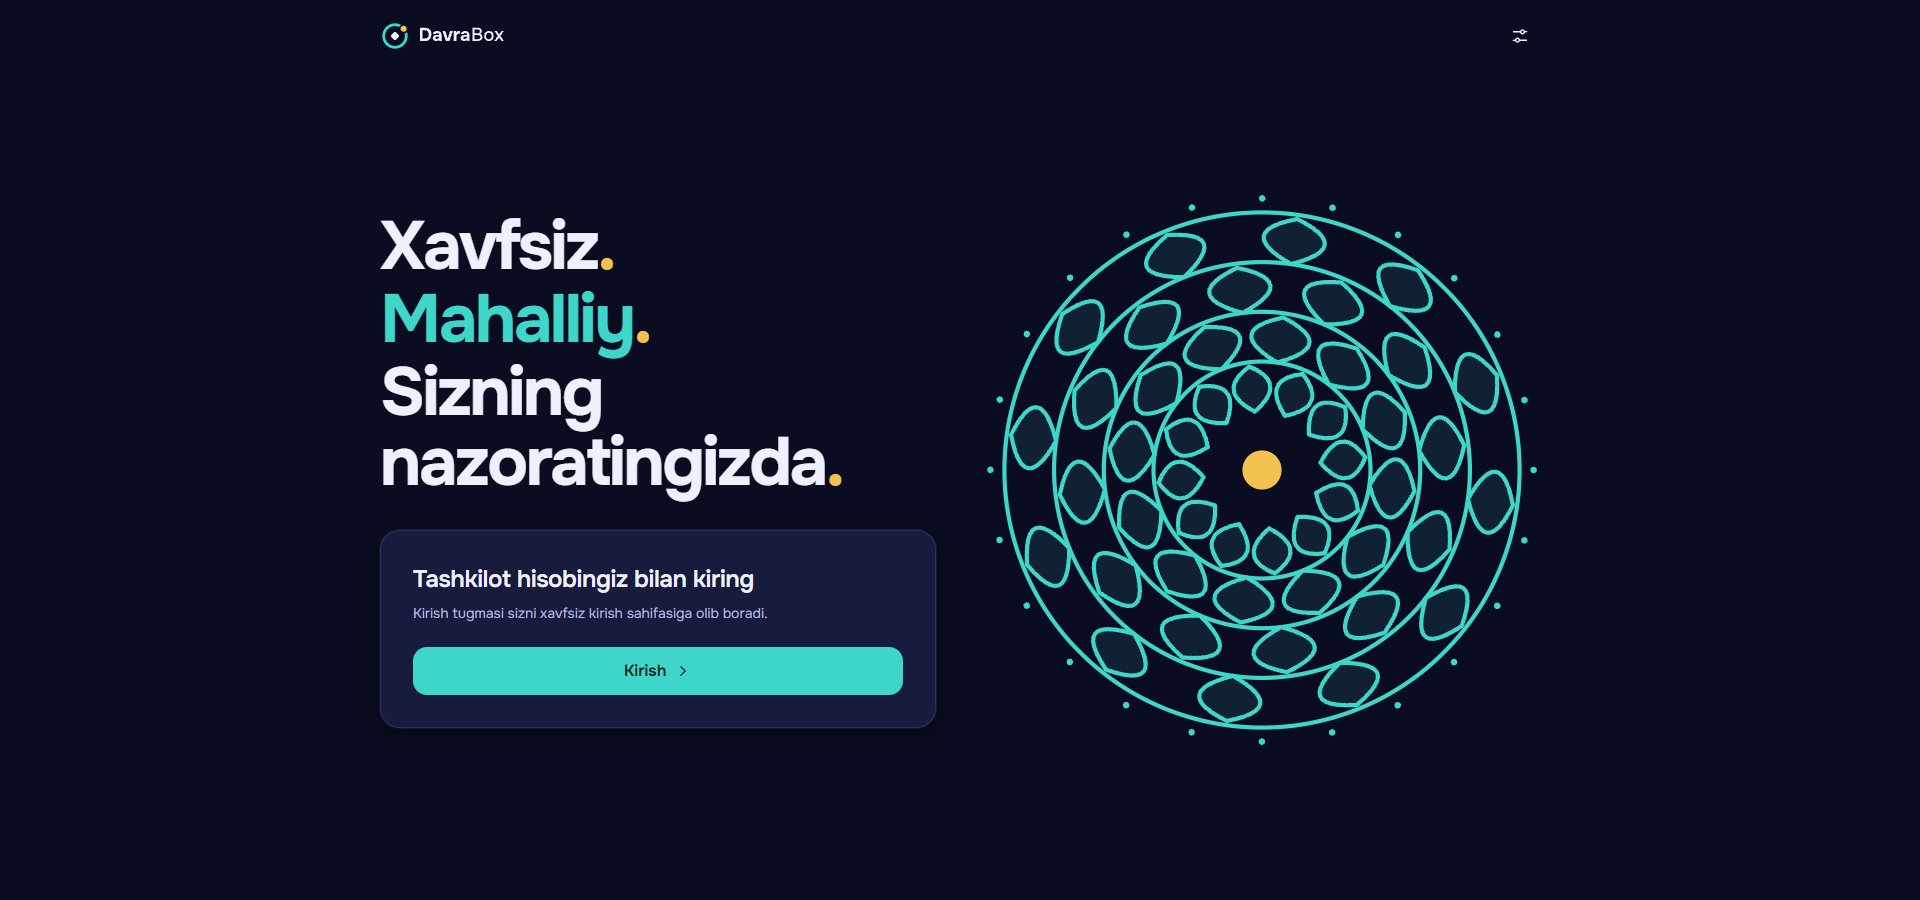 DavraBox
Xavfsiz.
Mahalliy.
Sizning
nazoratingizda.
Tashkilot hisobingiz bilan kiring
Kirish tugmasi sizni xavfsiz kirish sahifasiga olib boradi.
Kirish